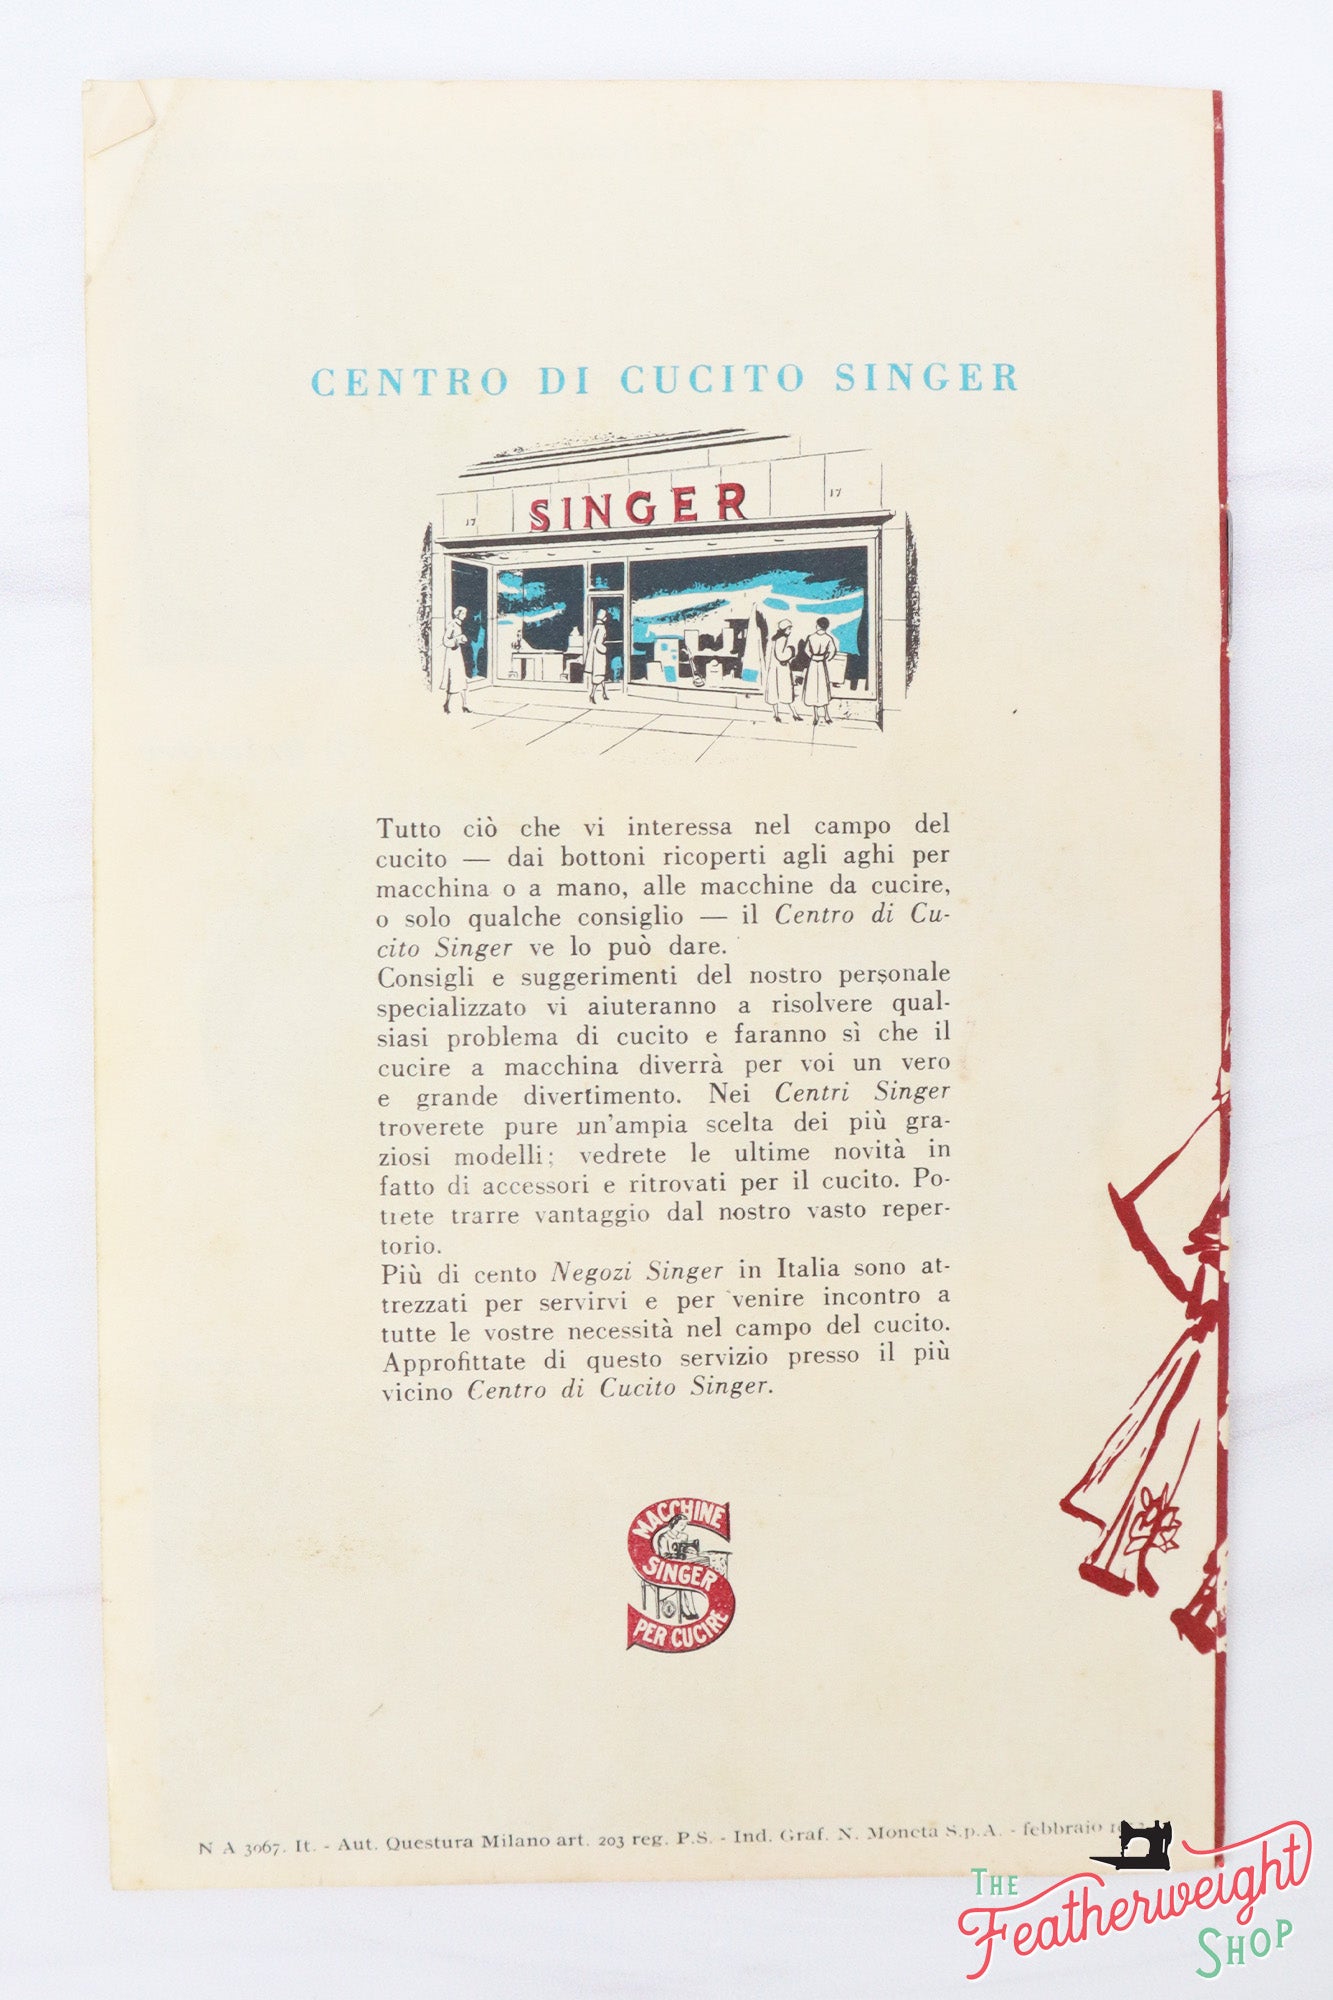 CENTRO DI CUCITO SINGER
17
SINGER
17
Tutto ciò che vi interessa nel campo del
cucito — dai bottoni ricoperti agli aghi per
macchina o a mano, alle macchine da cucire,
o solo qualche consiglio — il Centro di Cu-
cito Singer ve lo può dare.
Consigli e suggerimenti del nostro personale
specializzato vi aiuteranno a risolvere qual-
siasi problema di cucito e faranno sì che il
cucire a macchina diverrà per voi un vero
e grande divertimento. Nei Centri Singer
troverete pure un'ampia scelta dei più gra-
ziosi modelli; vedrete le ultime novità in
fatto di accessori e ritrovati per il cucito. Po-
trete trarre vantaggio dal nostro vasto reper-
torio.
Più di cento Negozi Singer in Italia sono at-
trezzati per servirvi e per venire incontro a
tutte le vostre necessità nel campo del cucito.
Approfittate di questo servizio presso il più
vicino Centro di Cucito Singer.
MACCHINE
SINGER
PER CUCIRE
N A 3067. It. - Aut. Questura Milano art. 203 reg. P.S. - Ind. Graf. N. Moneta S.p.A. - febbraio
THE
Featherweight
SHOP